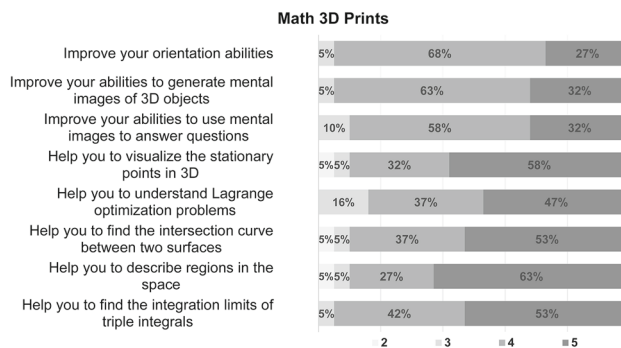 Math 3D Prints
Improve your orientation abilities
5% 68% 27%
Improve your abilities to generate mental
images of 3D objects
5% 63% 32%
Improve your abilities to use mental
images to answer questions
10% 58% 32%
Help you to visualize the stationary
points in 3D
5% 5% 32% 58%
Help you to understand Lagrange
optimization problems
16% 37% 47%
Help you to find the intersection curve
between two surfaces
5% 5% 37% 53%
Help you to describe regions in the
space
5% 5% 27% 63%
Help you to find the integration limits of
triple integrals
5% 42% 53%
2 3 4 5